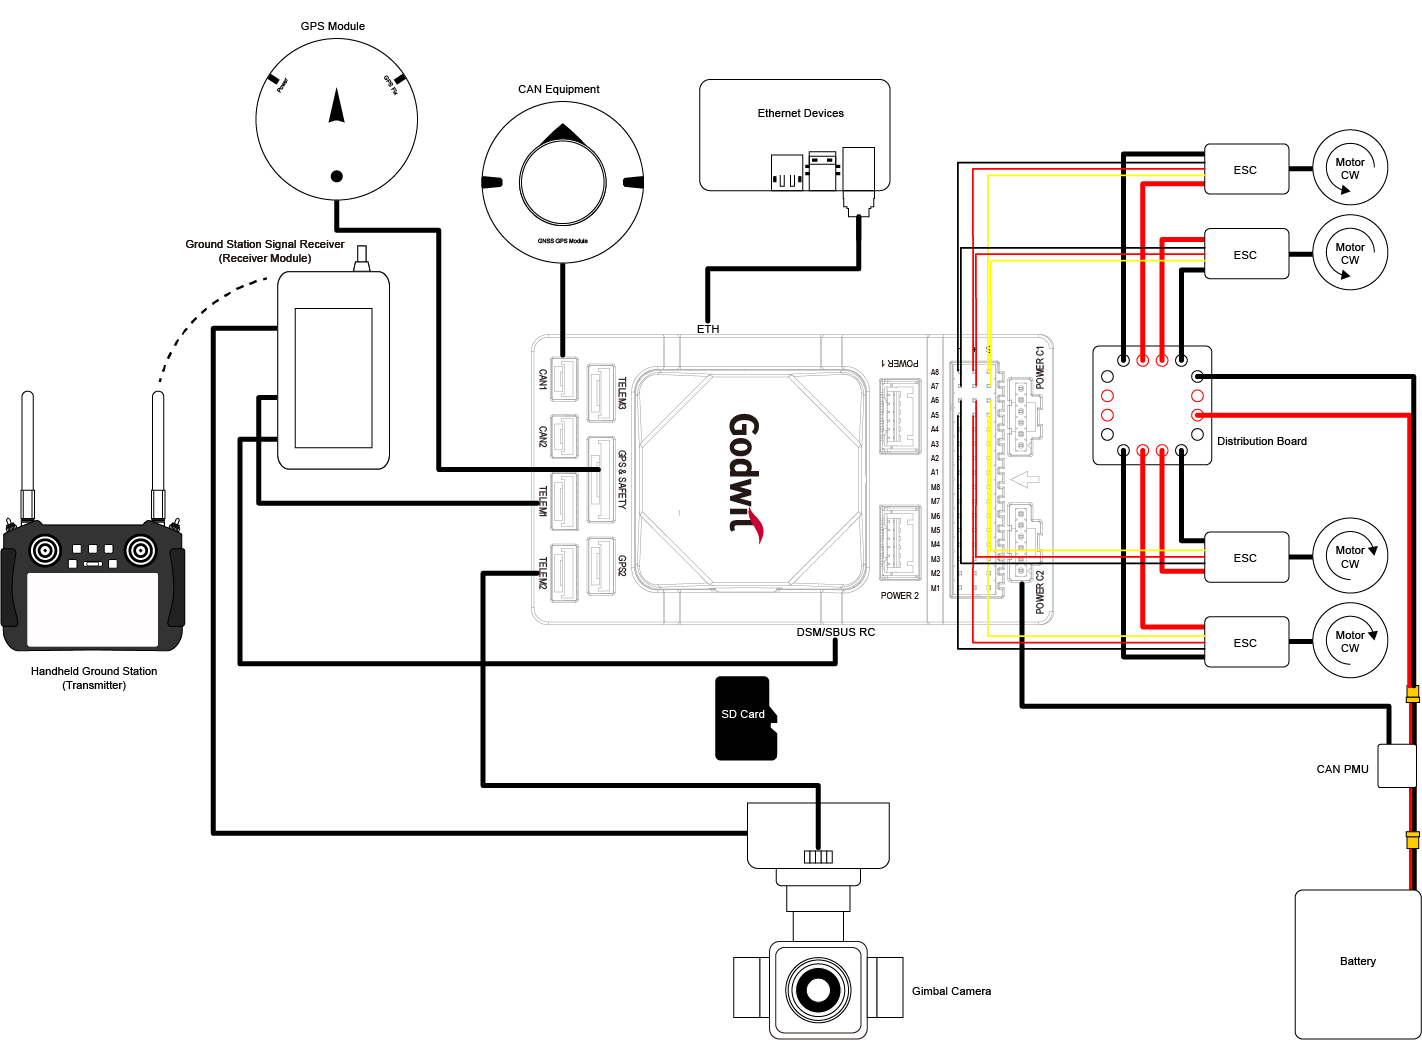 GPS Module
Power
GPS Fix
CAN Equipment
GNSS GPS Module
Ethernet Devices
ESC
Motor
CW
ESC
Motor
CW
Ground Station Signal Receiver
(Receiver Module)
ETH
CAN1
CAN2
TELEM1
TELEM2
TELEM3
GPS & SAFETY
GPS2
Godwit
POWER 1
POWER 2
A8
A7
A6
A5
A4
A3
A2
A1
M8
M7
M6
M5
M4
M3
M2
M1
POWER C1
POWER C2
Distribution Board
DSM/SBUS RC
ESC
Motor
CW
ESC
Motor
CW
Handheld Ground Station
(Transmitter)
SD Card
CAN PMU
Battery
Gimbal Camera